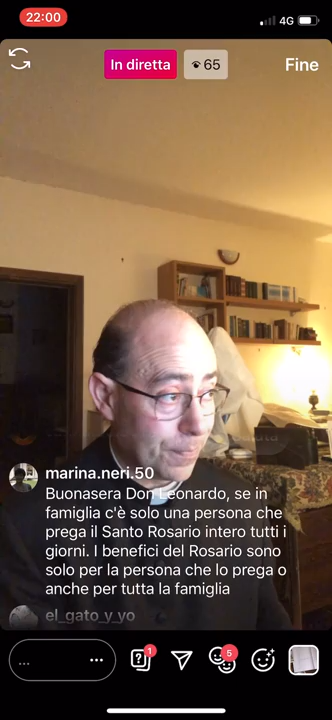 22:00
4G
In diretta
65
Fine
marina.neri.50
Buonasera Don Leonardo, se in
famiglia c'è solo una persona che
prega il Santo Rosario intero tutti i
giorni. I benefici del Rosario sono
solo per la persona che lo prega o
anche per tutta la famiglia
el_gato_y_yo
...
1
5